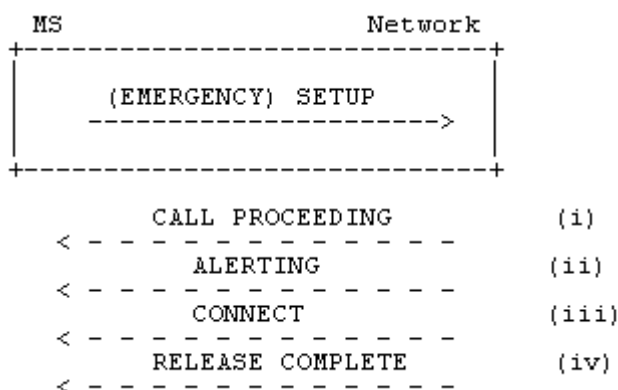 MS Network
(EMERGENCY) SETUP
CALL PROCEEDING (i)
ALERTING (ii)
CONNECT (iii)
RELEASE COMPLETE (iv)